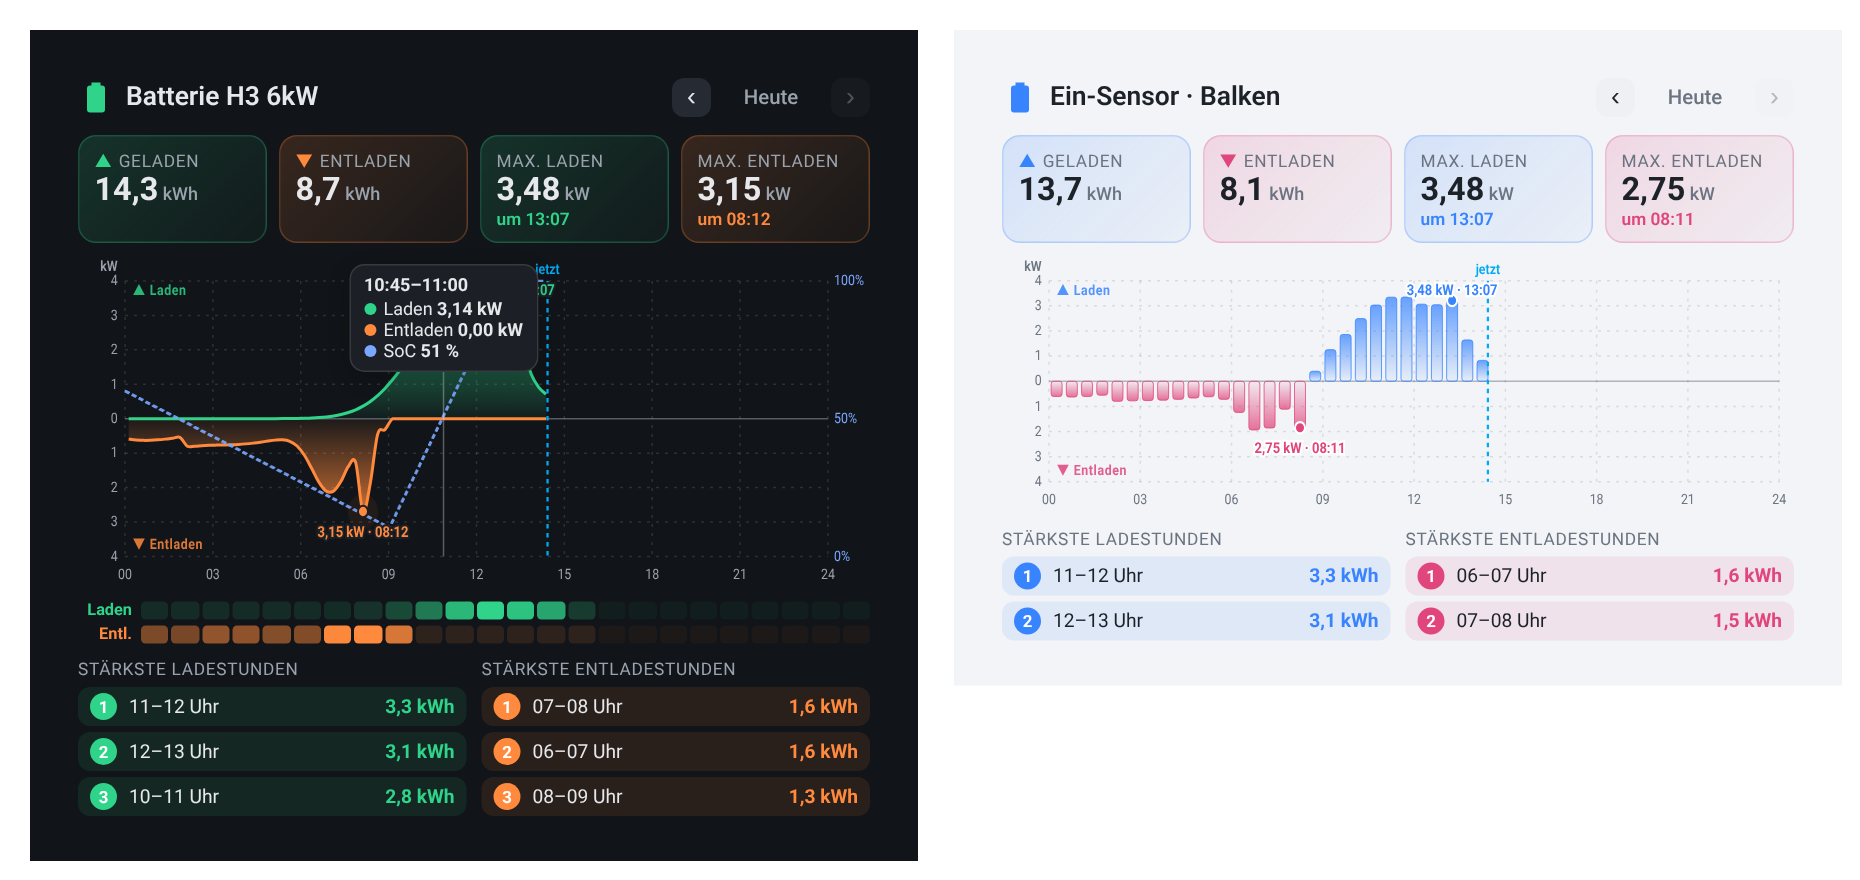 Batterie H3 6kW
‹ Heute ›
GELADEN
14,3 kWh
ENTLADEN
8,7 kWh
MAX. LADEN
3,48 kW
um 13:07
MAX. ENTLADEN
3,15 kW
um 08:12
kW
jetzt
:07
4
3
2
1
0
1
2
3
4
Laden
Entladen
10:45–11:00
Laden 3,14 kW
Entladen 0,00 kW
SoC 51 %
3,15 kW · 08:12
100%
50%
0%
00 03 06 09 12 15 18 21 24
Laden
Entl.
STÄRKSTE LADESTUNDEN
1 11–12 Uhr 3,3 kWh
2 12–13 Uhr 3,1 kWh
3 10–11 Uhr 2,8 kWh
STÄRKSTE ENTLADESTUNDEN
1 07–08 Uhr 1,6 kWh
2 06–07 Uhr 1,6 kWh
3 08–09 Uhr 1,3 kWh
Ein-Sensor · Balken
‹ Heute ›
GELADEN
13,7 kWh
ENTLADEN
8,1 kWh
MAX. LADEN
3,48 kW
um 13:07
MAX. ENTLADEN
2,75 kW
um 08:11
kW
jetzt
4
3
2
1
0
1
2
3
4
Laden
3,48 kW · 13:07
2,75 kW · 08:11
Entladen
00 03 06 09 12 15 18 21 24
STÄRKSTE LADESTUNDEN
1 11–12 Uhr 3,3 kWh
2 12–13 Uhr 3,1 kWh
STÄRKSTE ENTLADESTUNDEN
1 06–07 Uhr 1,6 kWh
2 07–08 Uhr 1,5 kWh